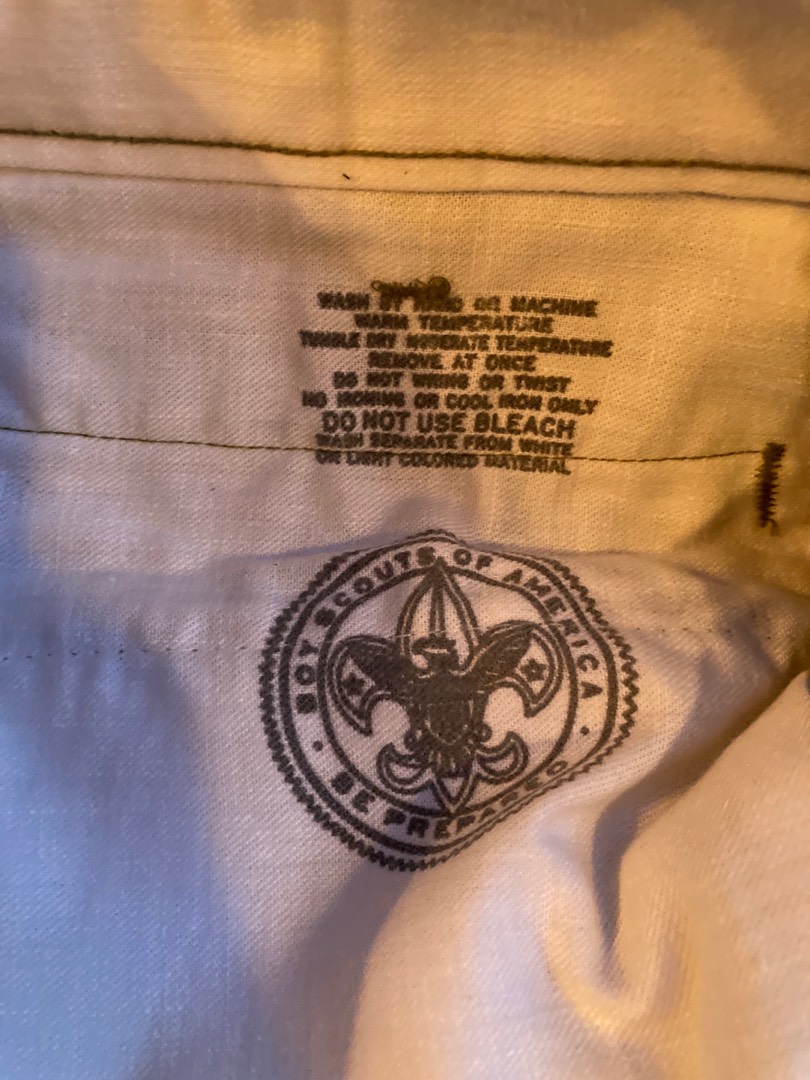 WASH BY HAND OR MACHINE
WARM TEMPERATURE
TUMBLE DRY MODERATE TEMPERATURE
REMOVE AT ONCE
DO NOT WRING OR TWIST
NO IRONING OR COOL IRON ONLY
DO NOT USE BLEACH
WASH SEPARATE FROM WHITE
OR LIGHT COLORED MATERIAL
BOY SCOUTS OF AMERICA
• BE PREPARED •